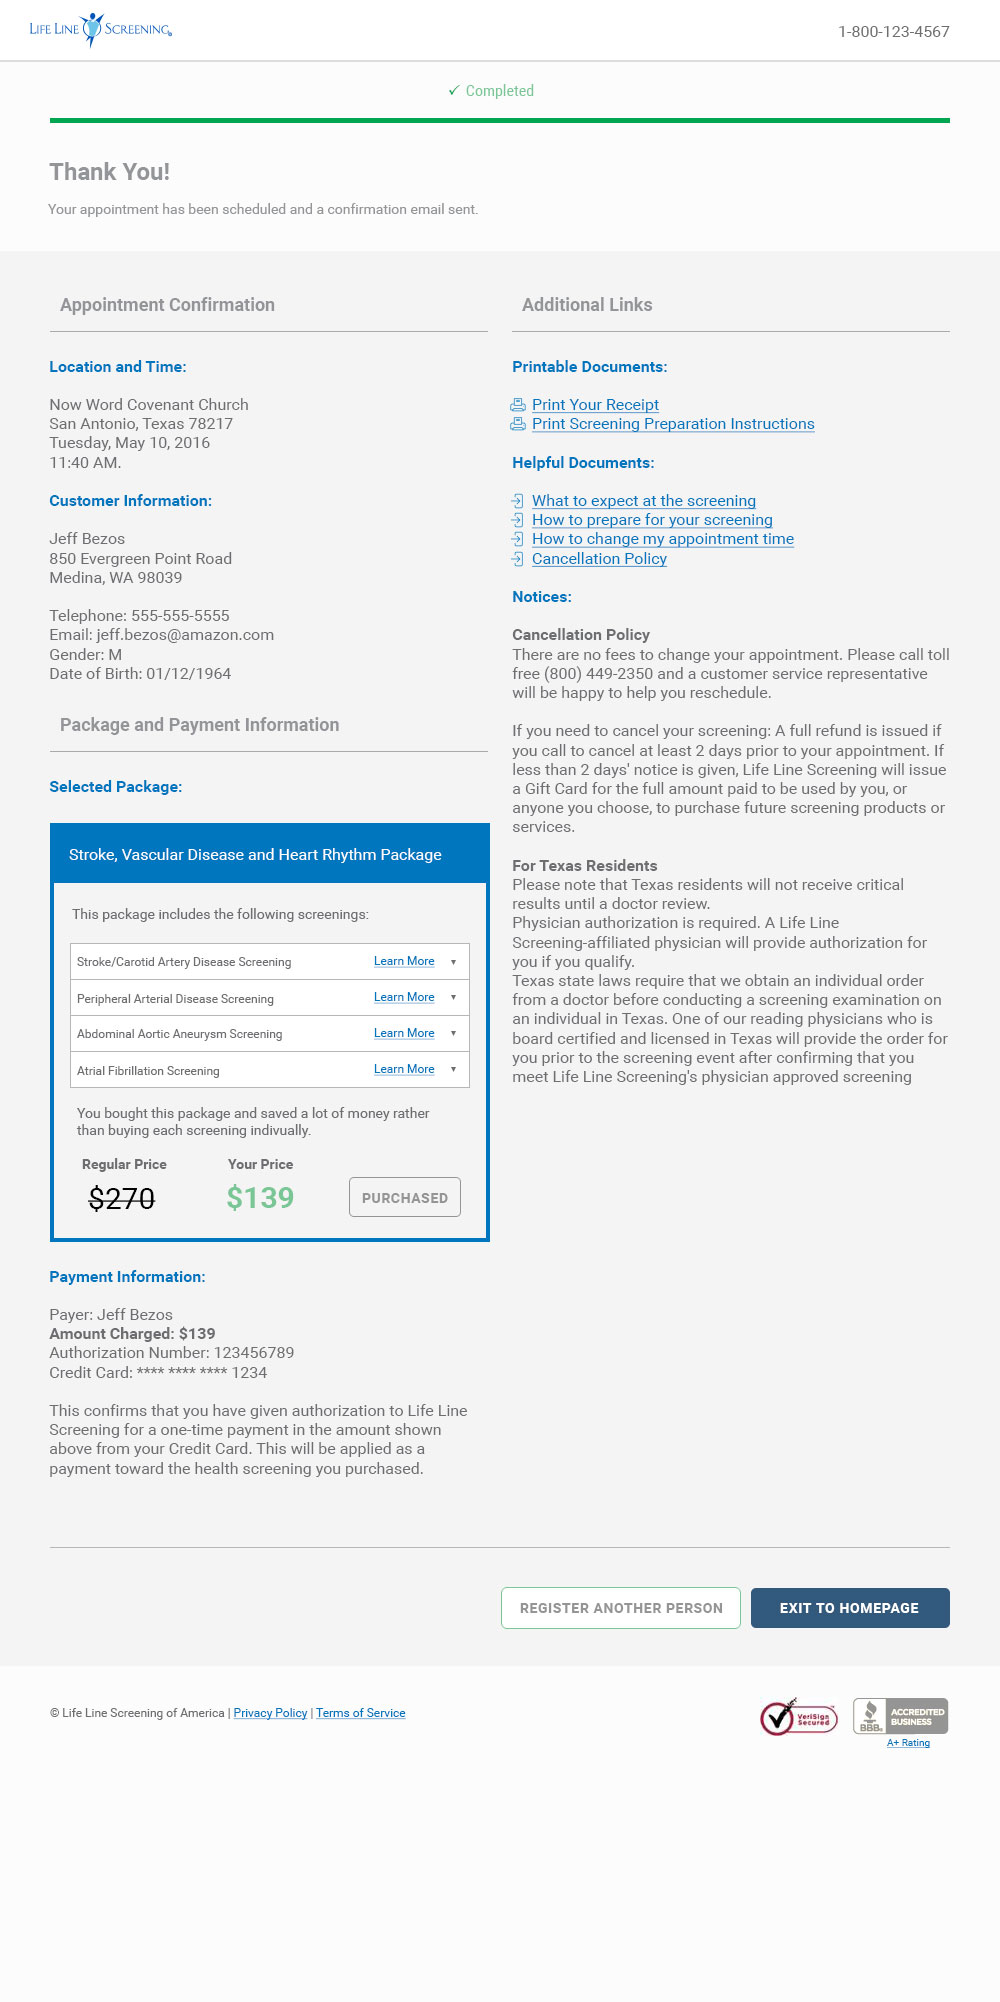 LIFE LINE SCREENING
1-800-123-4567
✓ Completed
Thank You!
Your appointment has been scheduled and a confirmation email sent.
Appointment Confirmation
Location and Time:
Now Word Covenant Church
San Antonio, Texas 78217
Tuesday, May 10, 2016
11:40 AM.
Customer Information:
Jeff Bezos
850 Evergreen Point Road
Medina, WA 98039
Telephone: 555-555-5555
Email: jeff.bezos@amazon.com
Gender: M
Date of Birth: 01/12/1964
Package and Payment Information
Selected Package:
Stroke, Vascular Disease and Heart Rhythm Package
This package includes the following screenings:
Stroke/Carotid Artery Disease Screening Learn More ▾
Peripheral Arterial Disease Screening Learn More ▾
Abdominal Aortic Aneurysm Screening Learn More ▾
Atrial Fibrillation Screening Learn More ▾
You bought this package and saved a lot of money rather
than buying each screening indivually.
Regular Price Your Price
$270 $139 PURCHASED
Payment Information:
Payer: Jeff Bezos
Amount Charged: $139
Authorization Number: 123456789
Credit Card: **** **** **** 1234
This confirms that you have given authorization to Life Line
Screening for a one-time payment in the amount shown
above from your Credit Card. This will be applied as a
payment toward the health screening you purchased.
Additional Links
Printable Documents:
Print Your Receipt
Print Screening Preparation Instructions
Helpful Documents:
What to expect at the screening
How to prepare for your screening
How to change my appointment time
Cancellation Policy
Notices:
Cancellation Policy
There are no fees to change your appointment. Please call toll
free (800) 449-2350 and a customer service representative
will be happy to help you reschedule.
If you need to cancel your screening: A full refund is issued if
you call to cancel at least 2 days prior to your appointment. If
less than 2 days' notice is given, Life Line Screening will issue
a Gift Card for the full amount paid to be used by you, or
anyone you choose, to purchase future screening products or
services.
For Texas Residents
Please note that Texas residents will not receive critical
results until a doctor review.
Physician authorization is required. A Life Line
Screening-affiliated physician will provide authorization for
you if you qualify.
Texas state laws require that we obtain an individual order
from a doctor before conducting a screening examination on
an individual in Texas. One of our reading physicians who is
board certified and licensed in Texas will provide the order for
you prior to the screening event after confirming that you
meet Life Line Screening's physician approved screening
REGISTER ANOTHER PERSON
EXIT TO HOMEPAGE
© Life Line Screening of America | Privacy Policy | Terms of Service
VeriSign
Secured
BBB
ACCREDITED
BUSINESS
A+ Rating